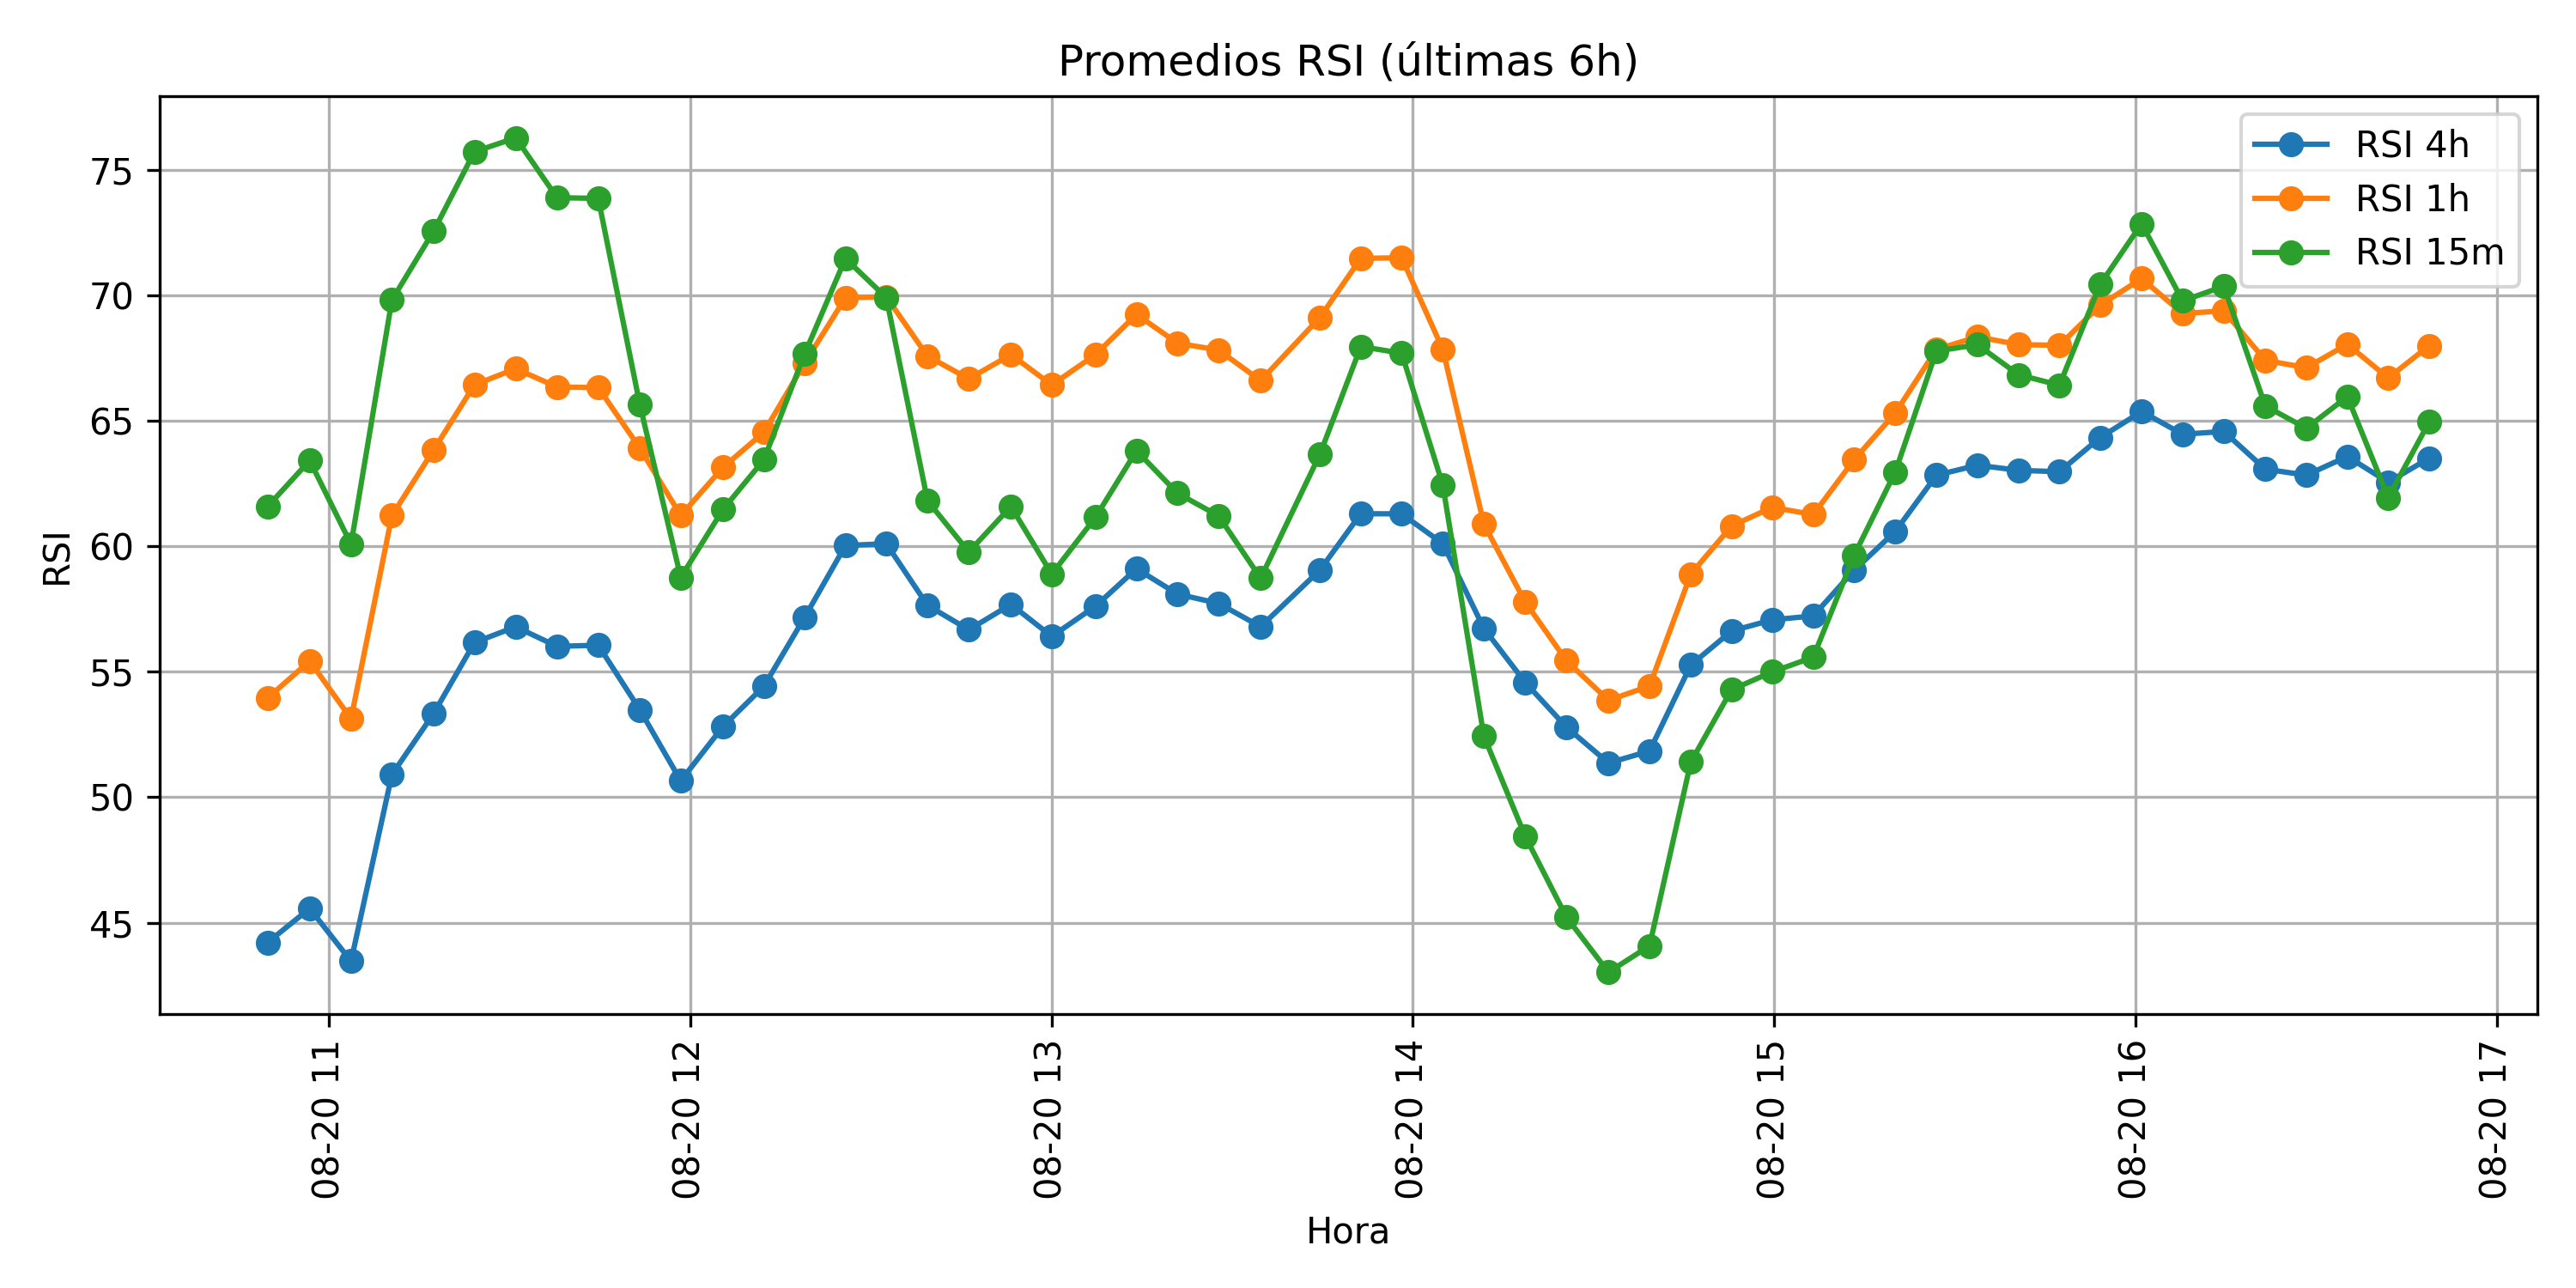 Promedios RSI (últimas 6h)
RSI 4h
RSI 1h
RSI 15m
RSI
75
70
65
60
55
50
45
08-20 11
08-20 12
08-20 13
08-20 14
08-20 15
08-20 16
08-20 17
Hora